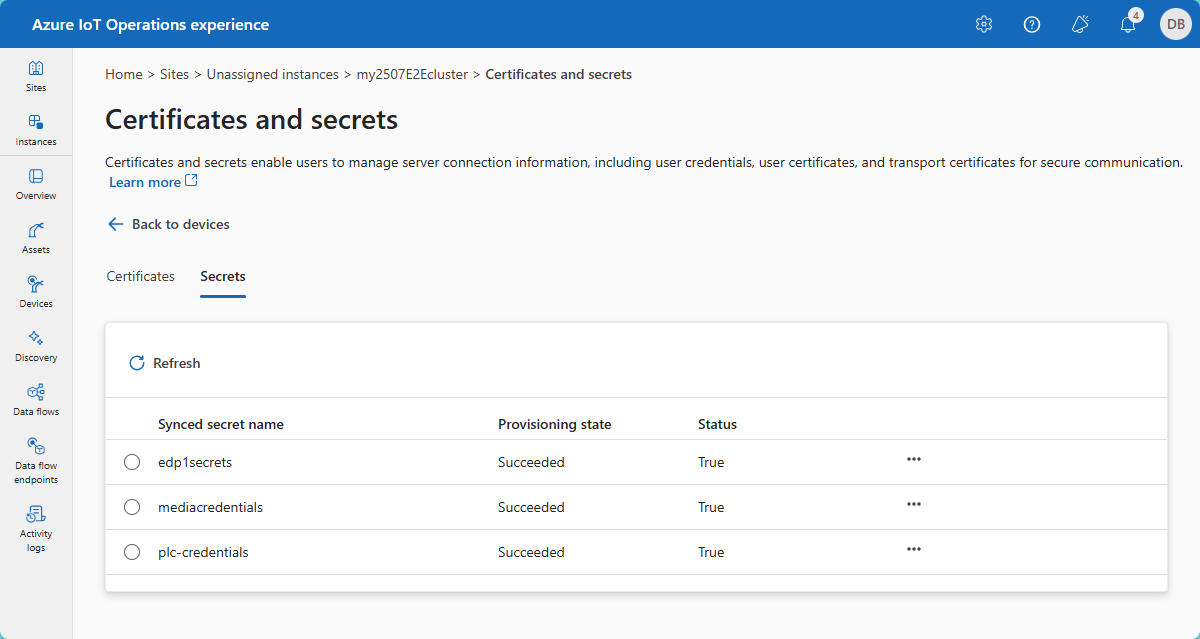 Azure IoT Operations experience
4
DB
Sites
Instances
Overview
Assets
Devices
Discovery
Data flows
Data flow
endpoints
Activity
logs
Home > Sites > Unassigned instances > my2507E2Ecluster > Certificates and secrets
Certificates and secrets
Certificates and secrets enable users to manage server connection information, including user credentials, user certificates, and transport certificates for secure communication.
Learn more
Back to devices
Certificates Secrets
Refresh
Synced secret name Provisioning state Status
edp1secrets Succeeded True
mediacredentials Succeeded True
plc-credentials Succeeded True